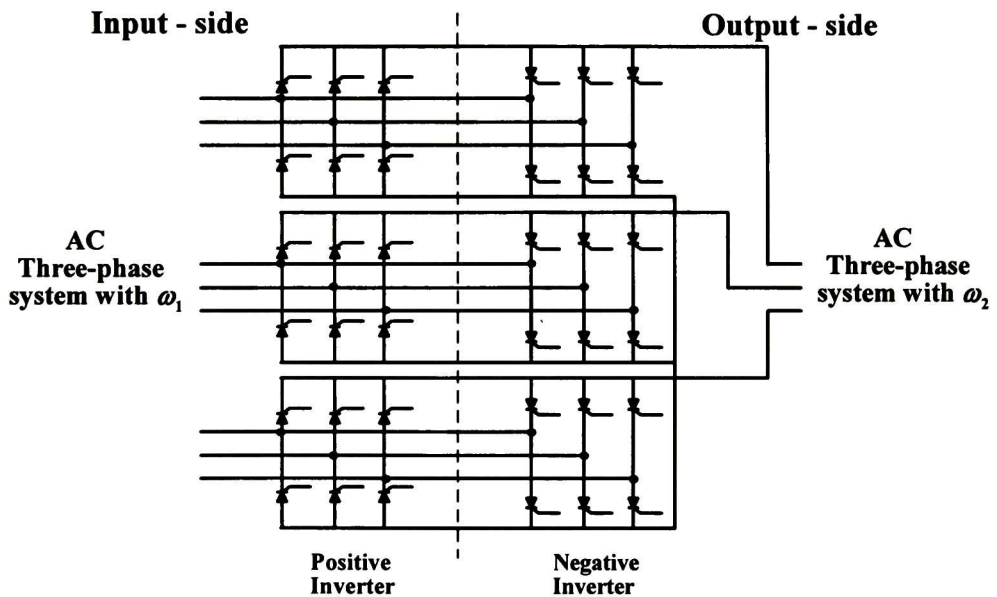 Input - side
Output - side
AC
Three-phase
system with ω1
AC
Three-phase
system with ω2
Positive
Inverter
Negative
Inverter